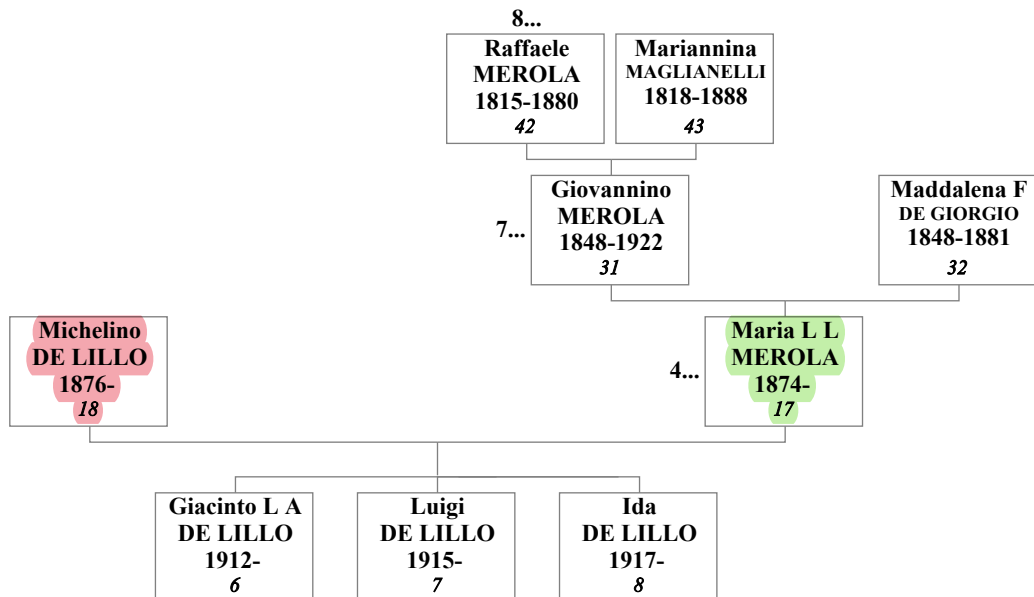 8...
Raffaele
MEROLA
1815-1880
42
Mariannina
MAGLIANELLI
1818-1888
43
7...
Giovannino
MEROLA
1848-1922
31
Maddalena F
DE GIORGIO
1848-1881
32
Michelino
DE LILLO
1876-
18
4...
Maria L L
MEROLA
1874-
17
Giacinto L A
DE LILLO
1912-
6
Luigi
DE LILLO
1915-
7
Ida
DE LILLO
1917-
8